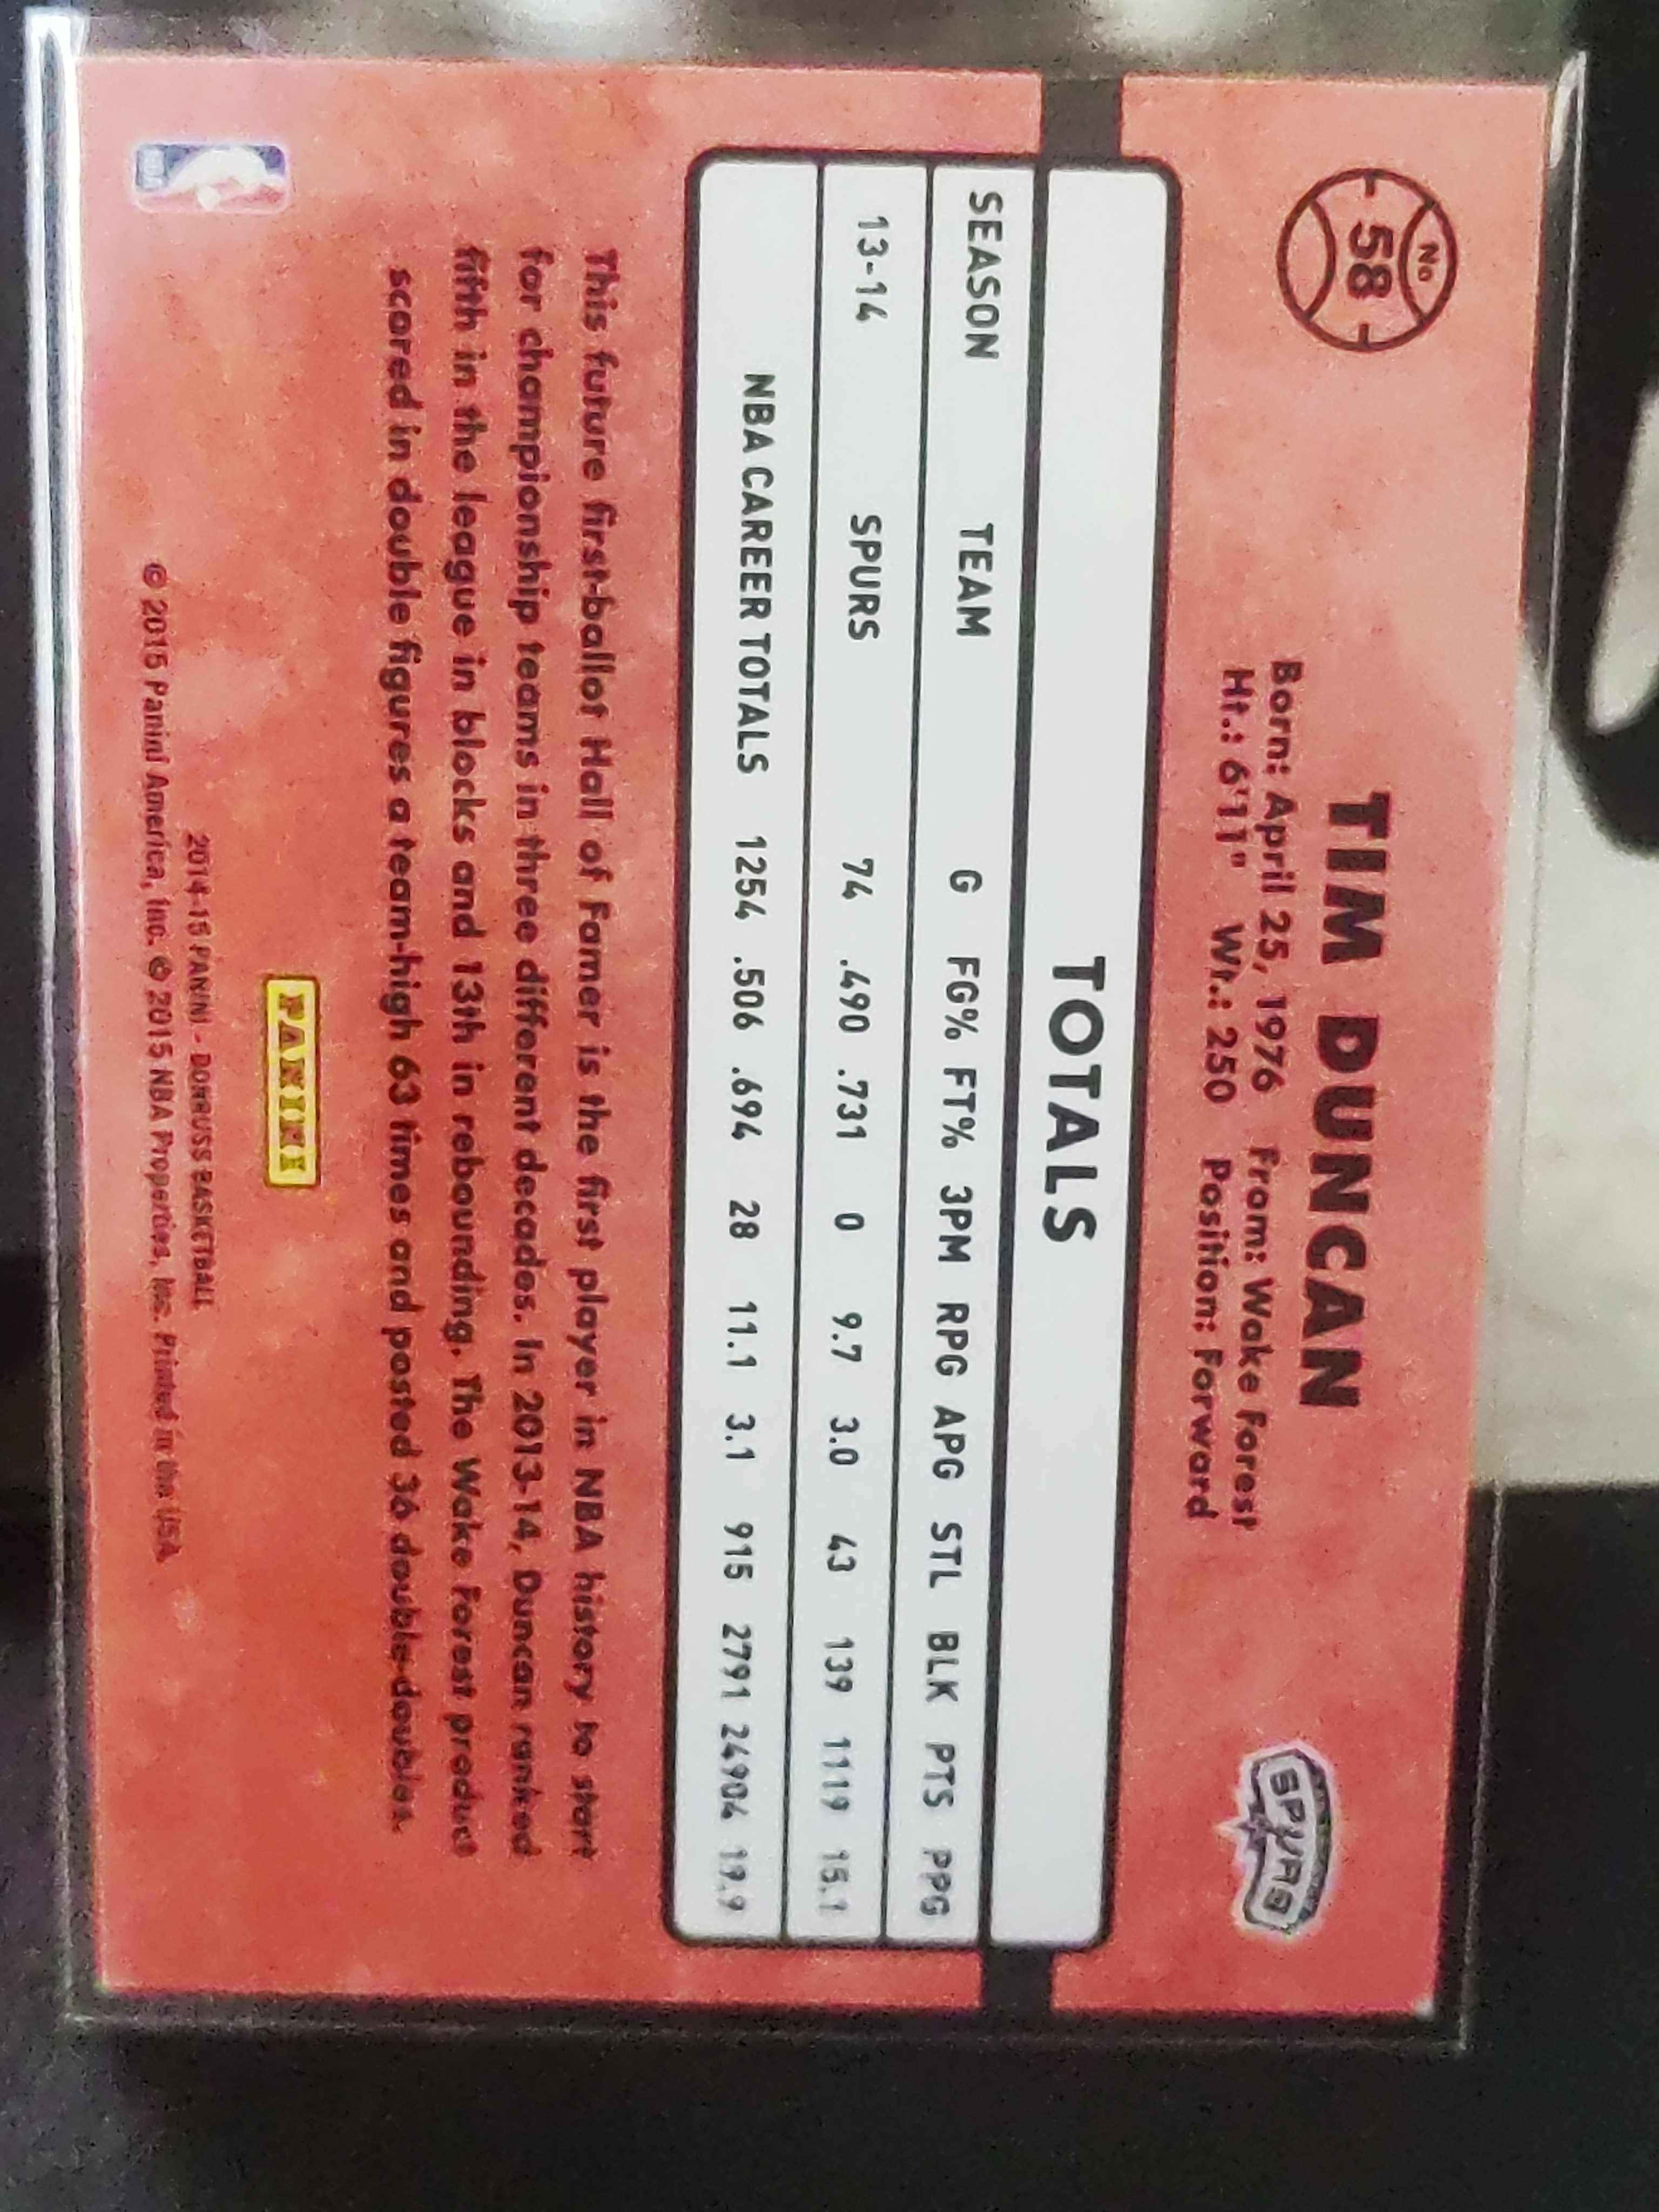 No
58
TIM DUNCAN
Born: April 25, 1976 From: Wake Forest
Ht.: 6'11" Wt.: 250 Position: Forward
SPURS
TOTALS
SEASON TEAM G FG% FT% 3PM RPG APG STL BLK PTS PPG
13-14 SPURS 74 .490 .731 0 9.7 3.0 43 139 1119 15.1
NBA CAREER TOTALS 1254 .506 .694 28 11.1 3.1 915 2791 24904 19.9
This future first-ballot Hall of Famer is the first player in NBA history to start
for championship teams in three different decades. In 2013-14, Duncan ranked
fifth in the league in blocks and 13th in rebounding. The Wake Forest product
scored in double figures a team-high 63 times and posted 36 double-doubles.
PANINI
2014-15 PANINI - DONRUSS BASKETBALL
© 2015 Panini America, Inc. © 2015 NBA Properties, Inc. Printed in the USA